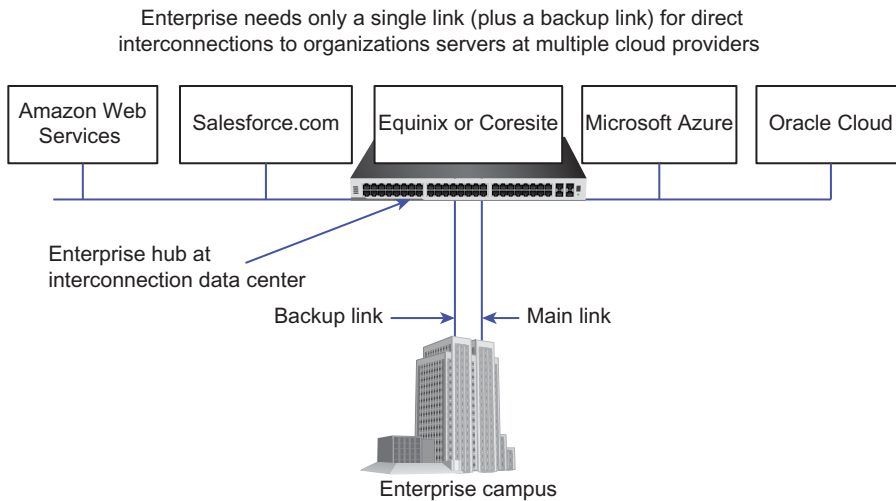 Enterprise needs only a single link (plus a backup link) for direct
interconnections to organizations servers at multiple cloud providers
Amazon Web
Services
Salesforce.com
Equinix or Coresite
Microsoft Azure
Oracle Cloud
Enterprise hub at
interconnection data center
Backup link
Main link
Enterprise campus